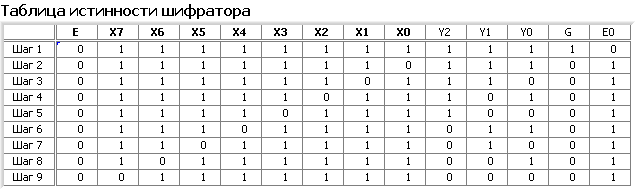 Таблица истинности шифратора
E X7 X6 X5 X4 X3 X2 X1 X0 Y2 Y1 Y0 G E0
Шаг 1 0 1 1 1 1 1 1 1 1 1 1 1 1 0
Шаг 2 0 1 1 1 1 1 1 1 0 1 1 1 0 1
Шаг 3 0 1 1 1 1 1 1 0 1 1 1 0 0 1
Шаг 4 0 1 1 1 1 1 0 1 1 1 0 1 0 1
Шаг 5 0 1 1 1 1 0 1 1 1 1 0 0 0 1
Шаг 6 0 1 1 1 0 1 1 1 1 0 1 1 0 1
Шаг 7 0 1 1 0 1 1 1 1 1 0 1 0 0 1
Шаг 8 0 1 0 1 1 1 1 1 1 0 0 1 0 1
Шаг 9 0 0 1 1 1 1 1 1 1 0 0 0 0 1